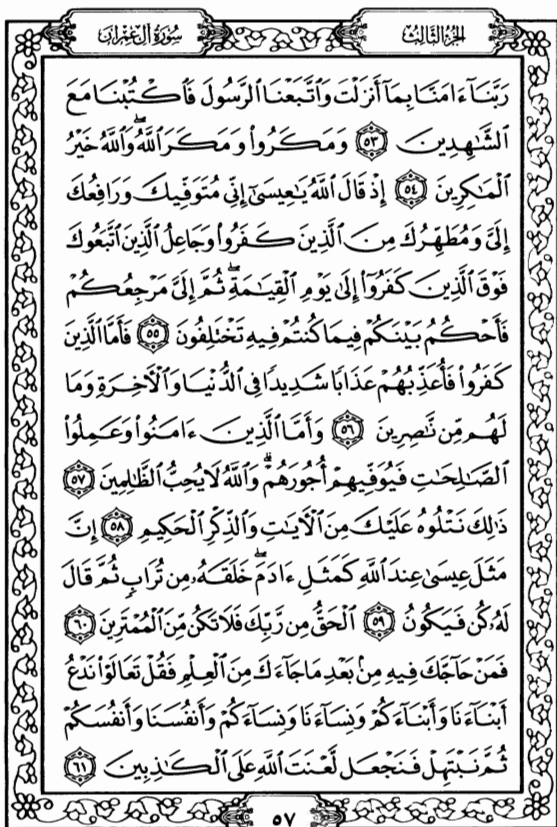 الجزء الثالث
سورة آل عمران
رَبَّنَآ ءَامَنَّا بِمَآ أَنزَلْتَ وَٱتَّبَعْنَا ٱلرَّسُولَ فَٱكْتُبْنَا مَعَ
ٱلشَّٰهِدِينَ ٥٣ وَمَكَرُوا۟ وَمَكَرَ ٱللَّهُ ۖ وَٱللَّهُ خَيْرُ
ٱلْمَٰكِرِينَ ٥٤ إِذْ قَالَ ٱللَّهُ يَٰعِيسَىٰٓ إِنِّى مُتَوَفِّيكَ وَرَافِعُكَ
إِلَىَّ وَمُطَهِّرُكَ مِنَ ٱلَّذِينَ كَفَرُوا۟ وَجَاعِلُ ٱلَّذِينَ ٱتَّبَعُوكَ
فَوْقَ ٱلَّذِينَ كَفَرُوٓا۟ إِلَىٰ يَوْمِ ٱلْقِيَٰمَةِ ۖ ثُمَّ إِلَىَّ مَرْجِعُكُمْ
فَأَحْكُمُ بَيْنَكُمْ فِيمَا كُنتُمْ فِيهِ تَخْتَلِفُونَ ٥٥ فَأَمَّا ٱلَّذِينَ
كَفَرُوا۟ فَأُعَذِّبُهُمْ عَذَابًا شَدِيدًا فِى ٱلدُّنْيَا وَٱلْءَاخِرَةِ وَمَا
لَهُم مِّن نَّٰصِرِينَ ٥٦ وَأَمَّا ٱلَّذِينَ ءَامَنُوا۟ وَعَمِلُوا۟
ٱلصَّٰلِحَٰتِ فَيُوَفِّيهِمْ أُجُورَهُمْ ۗ وَٱللَّهُ لَا يُحِبُّ ٱلظَّٰلِمِينَ ٥٧
ذَٰلِكَ نَتْلُوهُ عَلَيْكَ مِنَ ٱلْءَايَٰتِ وَٱلذِّكْرِ ٱلْحَكِيمِ ٥٨ إِنَّ
مَثَلَ عِيسَىٰ عِندَ ٱللَّهِ كَمَثَلِ ءَادَمَ ۖ خَلَقَهُۥ مِن تُرَابٍ ثُمَّ قَالَ
لَهُۥ كُن فَيَكُونُ ٥٩ ٱلْحَقُّ مِن رَّبِّكَ فَلَا تَكُن مِّنَ ٱلْمُمْتَرِينَ ٦٠
فَمَنْ حَآجَّكَ فِيهِ مِنۢ بَعْدِ مَا جَآءَكَ مِنَ ٱلْعِلْمِ فَقُلْ تَعَالَوْا۟ نَدْعُ
أَبْنَآءَنَا وَأَبْنَآءَكُمْ وَنِسَآءَنَا وَنِسَآءَكُمْ وَأَنفُسَنَا وَأَنفُسَكُمْ
ثُمَّ نَبْتَهِلْ فَنَجْعَل لَّعْنَتَ ٱللَّهِ عَلَى ٱلْكَٰذِبِينَ ٦١
٥٧